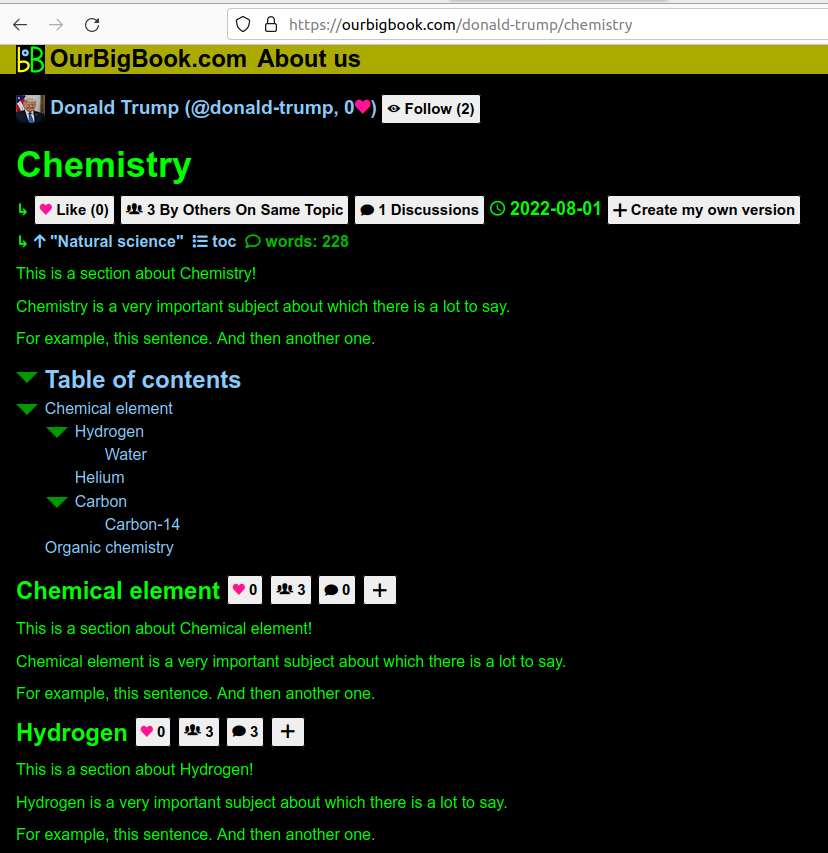 https://ourbigbook.com/donald-trump/chemistry
OurBigBook.com About us
Donald Trump (@donald-trump, 0) Follow (2)
Chemistry
Like (0) 3 By Others On Same Topic 1 Discussions 2022-08-01 Create my own version
"Natural science" toc words: 228
This is a section about Chemistry!
Chemistry is a very important subject about which there is a lot to say.
For example, this sentence. And then another one.
Table of contents
Chemical element
Hydrogen
Water
Helium
Carbon
Carbon-14
Organic chemistry
Chemical element 0 3 0 +
This is a section about Chemical element!
Chemical element is a very important subject about which there is a lot to say.
For example, this sentence. And then another one.
Hydrogen 0 3 3 +
This is a section about Hydrogen!
Hydrogen is a very important subject about which there is a lot to say.
For example, this sentence. And then another one.